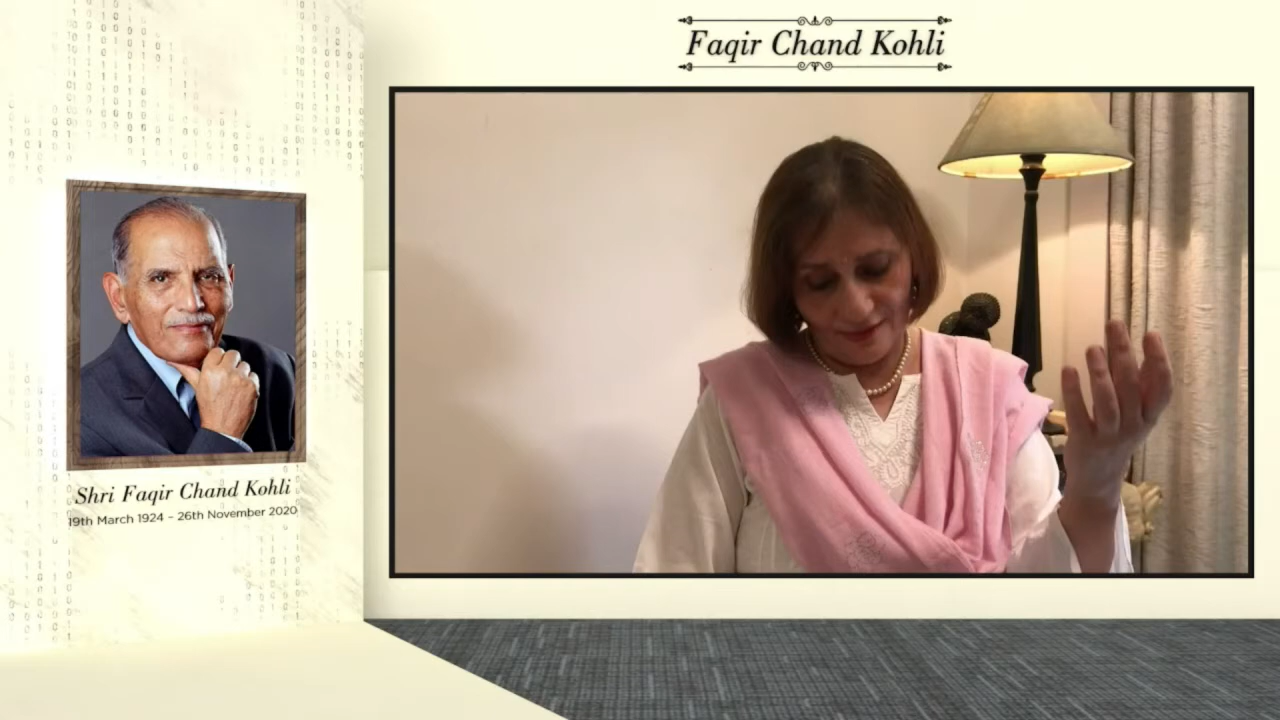 Faqir Chand Kohli
Shri Faqir Chand Kohli
19th March 1924 – 26th November 2020